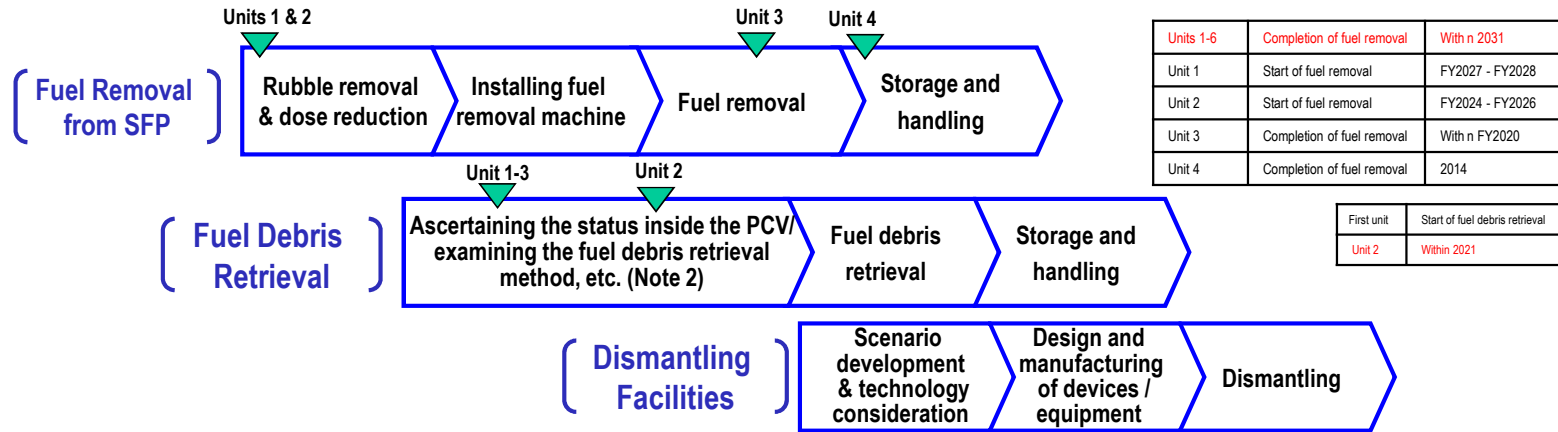 Units 1 & 2
Unit 3
Unit 4
Fuel Removal
from SFP
Rubble removal
& dose reduction
Installing fuel
removal machine
Fuel removal
Storage and
handling
Units 1-6 Completion of fuel removal With n 2031
Unit 1 Start of fuel removal FY2027 - FY2028
Unit 2 Start of fuel removal FY2024 - FY2026
Unit 3 Completion of fuel removal With n FY2020
Unit 4 Completion of fuel removal 2014
Unit 1-3
Unit 2
Fuel Debris
Retrieval
Ascertaining the status inside the PCV/
examining the fuel debris retrieval
method, etc. (Note 2)
Fuel debris
retrieval
Storage and
handling
First unit Start of fuel debris retrieval
Unit 2 Within 2021
Dismantling
Facilities
Scenario
development
& technology
consideration
Design and
manufacturing
of devices /
equipment
Dismantling